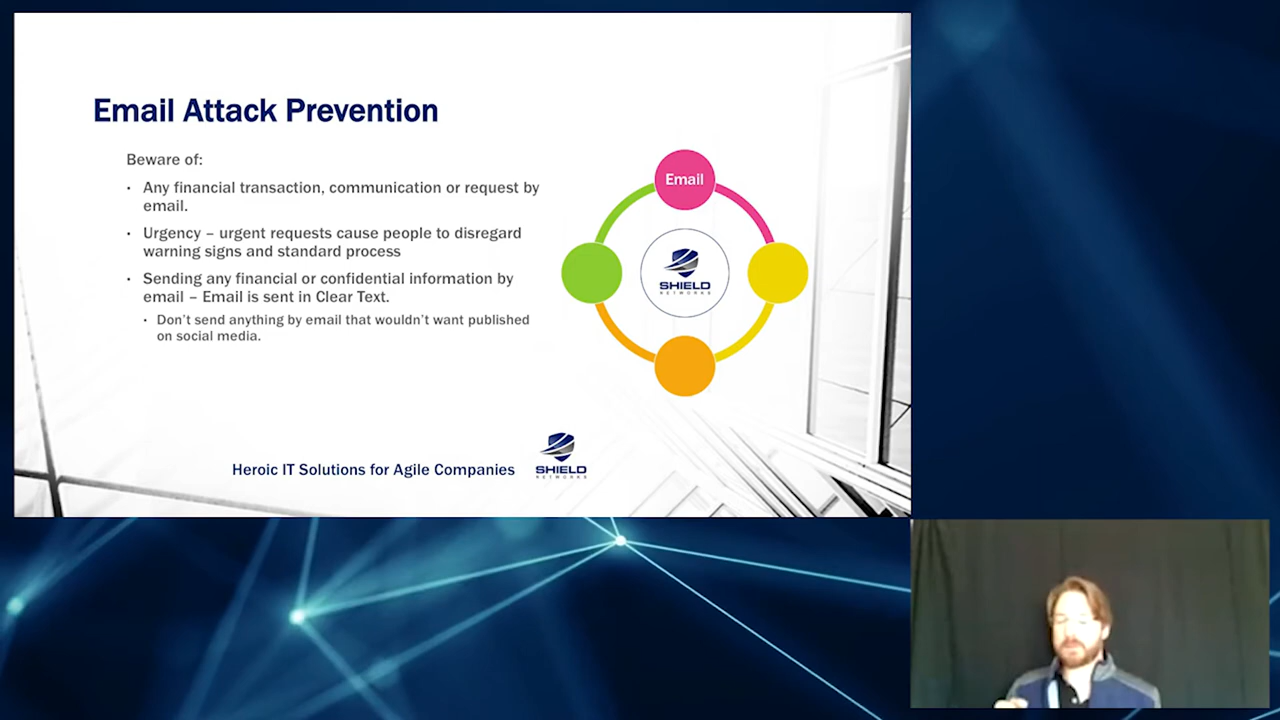 Email Attack Prevention
Beware of:
• Any financial transaction, communication or request by
email.
• Urgency – urgent requests cause people to disregard
warning signs and standard process
• Sending any financial or confidential information by
email – Email is sent in Clear Text.
• Don't send anything by email that wouldn't want published
on social media.
Email
SHIELD
NETWORKS
Heroic IT Solutions for Agile Companies
SHIELD
NETWORKS